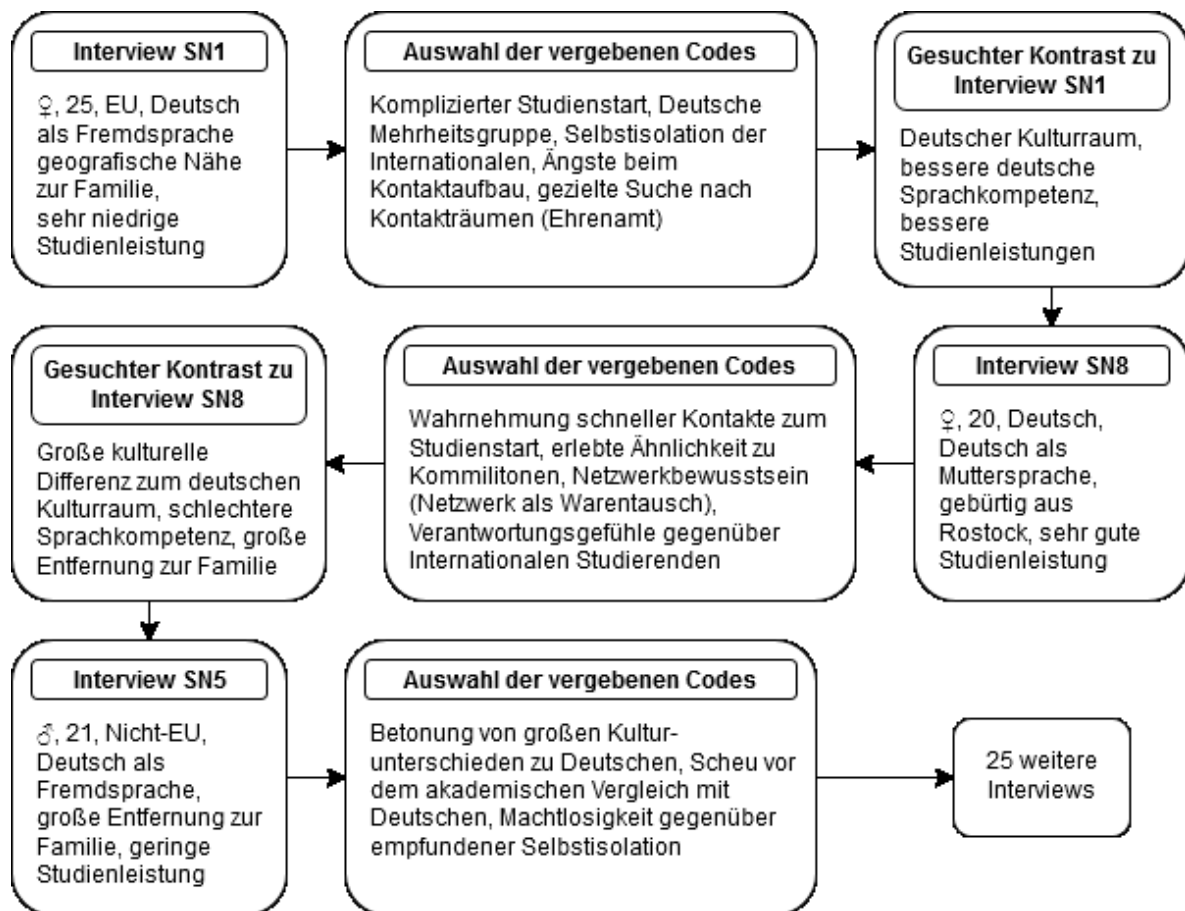 Interview SN1
♀, 25, EU, Deutsch
als Fremdsprache
geografische Nähe
zur Familie,
sehr niedrige
Studienleistung
Auswahl der vergebenen Codes
Komplizierter Studienstart, Deutsche
Mehrheitsgruppe, Selbstisolation der
Internationalen, Ängste beim
Kontaktaufbau, gezielte Suche nach
Kontakträumen (Ehrenamt)
Gesuchter Kontrast zu
Interview SN1
Deutscher Kulturraum,
bessere deutsche
Sprachkompetenz,
bessere
Studienleistungen
Interview SN8
♀, 20, Deutsch,
Deutsch als
Muttersprache,
gebürtig aus
Rostock, sehr gute
Studienleistung
Auswahl der vergebenen Codes
Wahrnehmung schneller Kontakte zum
Studienstart, erlebte Ähnlichkeit zu
Kommilitonen, Netzwerkbewusstsein
(Netzwerk als Warentausch),
Verantwortungsgefühle gegenüber
Internationalen Studierenden
Gesuchter Kontrast zu
Interview SN8
Große kulturelle
Differenz zum deutschen
Kulturraum, schlechtere
Sprachkompetenz, große
Entfernung zur Familie
Interview SN5
♂, 21, Nicht-EU,
Deutsch als
Fremdsprache,
große Entfernung zur
Familie, geringe
Studienleistung
Auswahl der vergebenen Codes
Betonung von großen Kultur-
unterschieden zu Deutschen, Scheu vor
dem akademischen Vergleich mit
Deutschen, Machtlosigkeit gegenüber
empfundener Selbstisolation
25 weitere
Interviews